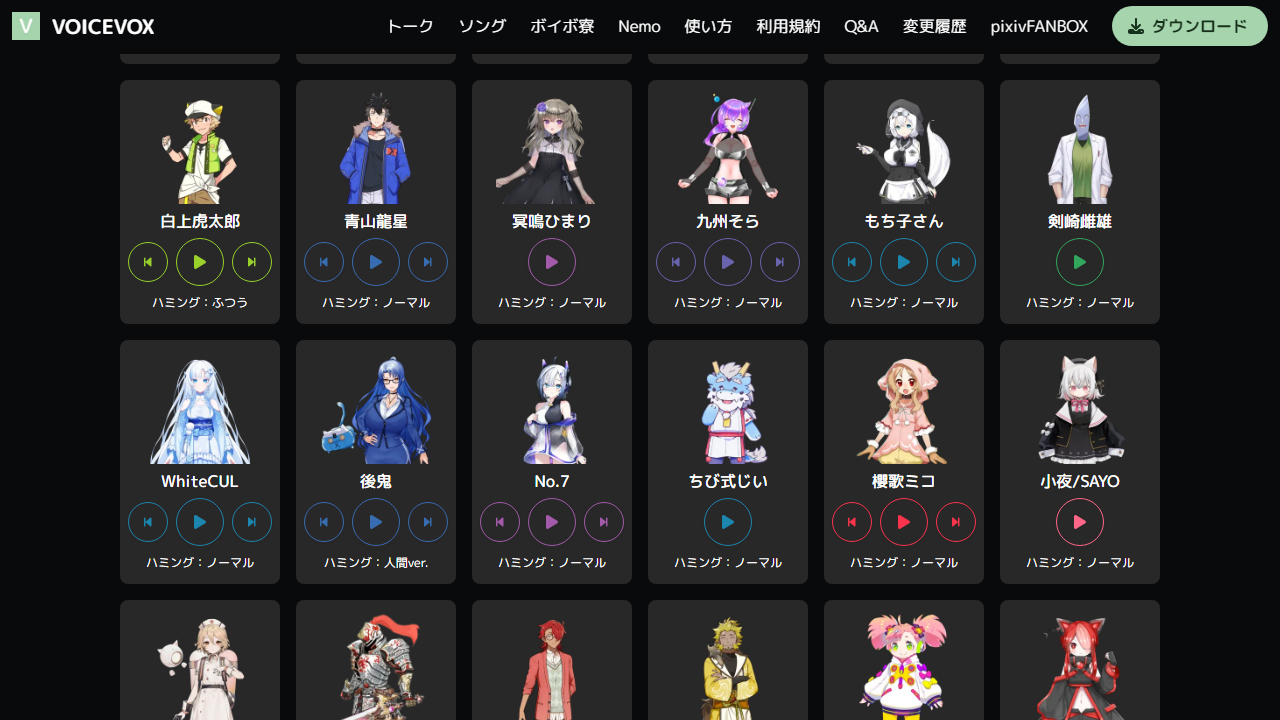 V VOICEVOX トーク ソング ボイボ寮 Nemo 使い方 利用規約 Q&A 変更履歴 pixivFANBOX ダウンロード
白上虎太郎 青山龍星 冥鳴ひまり 九州そら もち子さん 剣崎雌雄
ハミング：ふつう ハミング：ノーマル ハミング：ノーマル ハミング：ノーマル ハミング：ノーマル ハミング：ノーマル
WhiteCUL 後鬼 No.7 ちび式じい 櫻歌ミコ 小夜/SAYO
ハミング：ノーマル ハミング：人間ver. ハミング：ノーマル ハミング：ノーマル ハミング：ノーマル ハミング：ノーマル